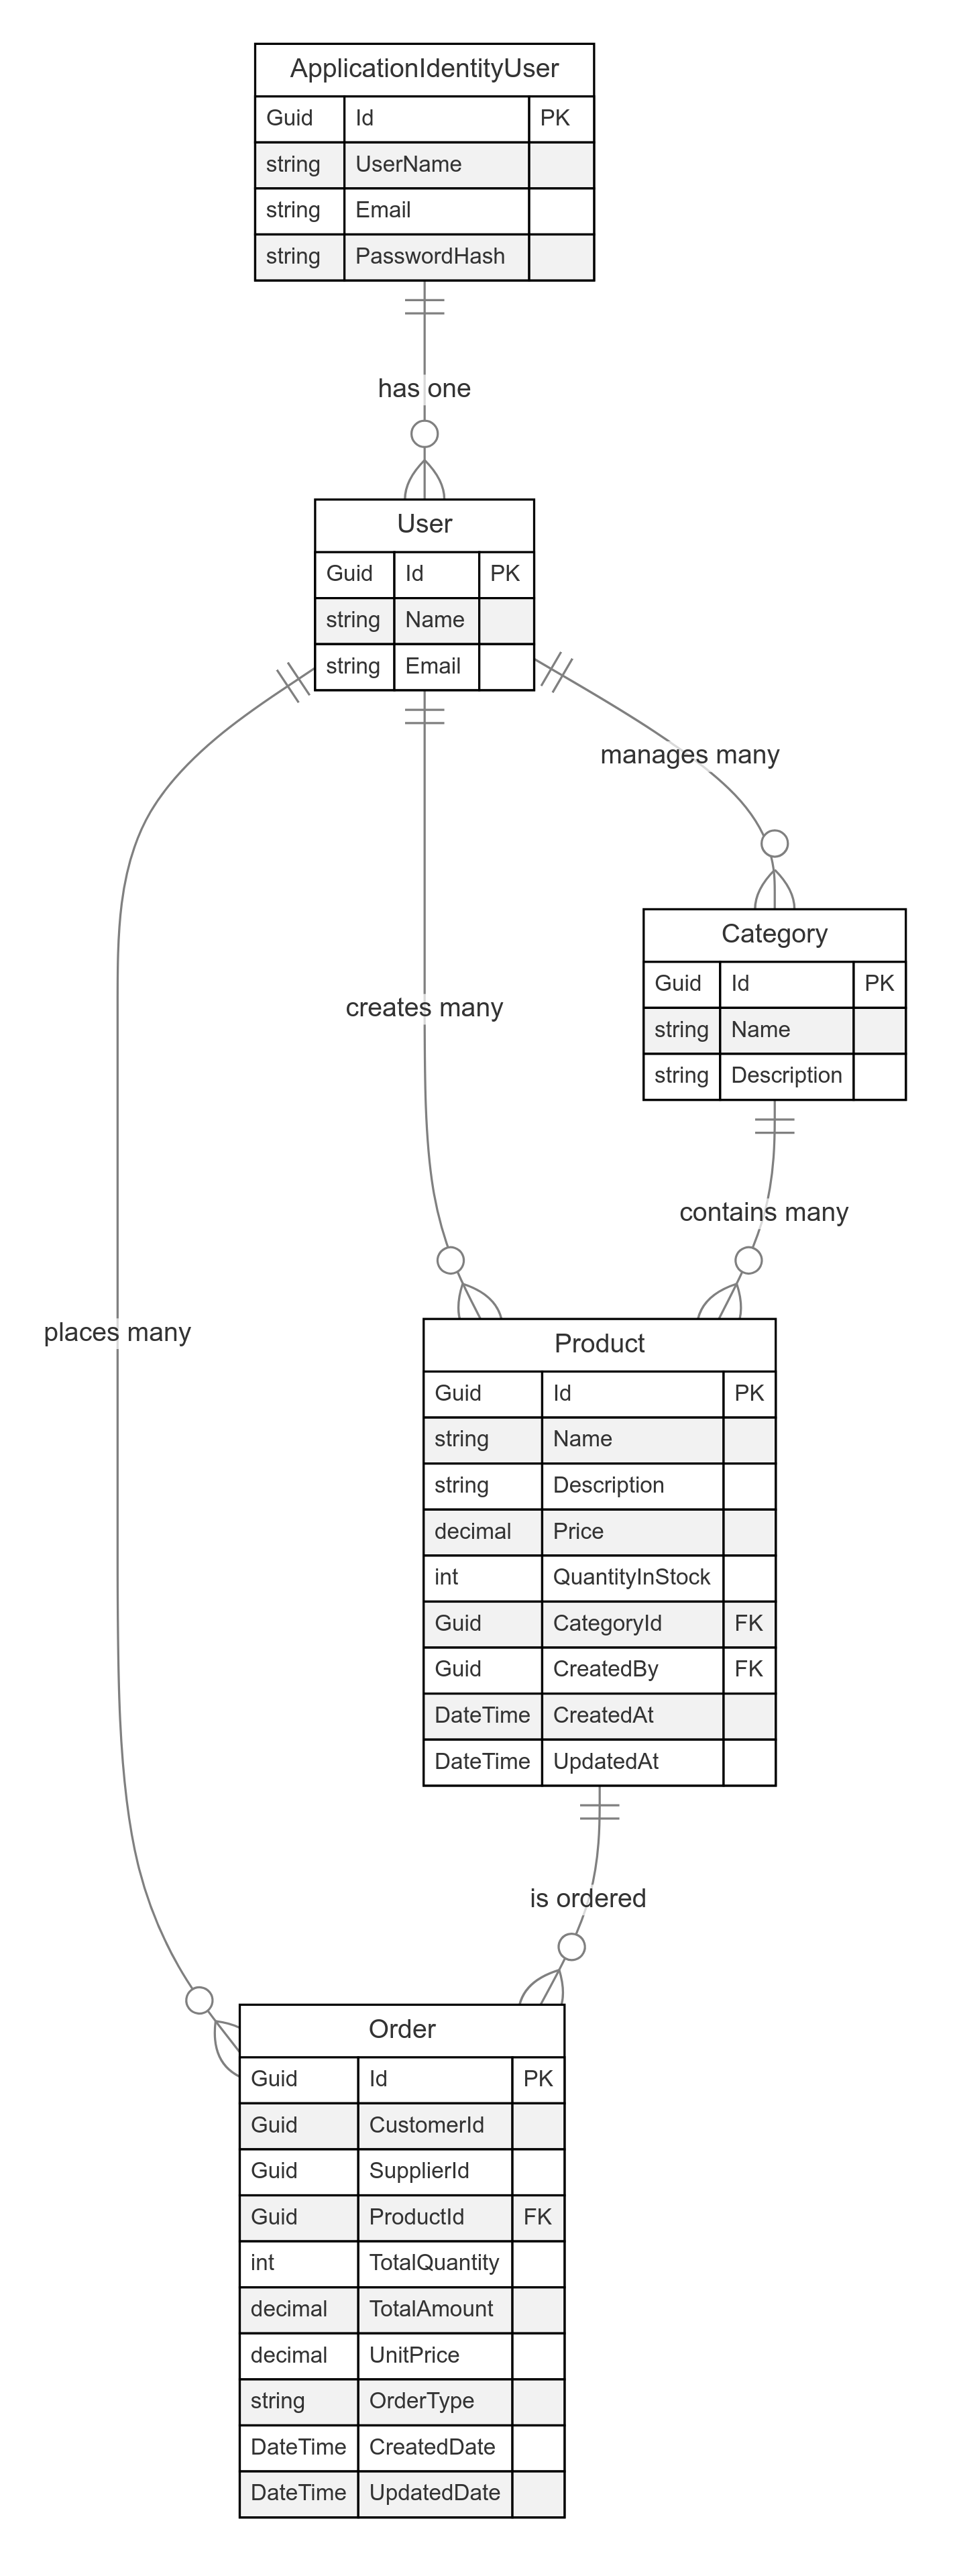 ApplicationIdentityUser
Guid Id PK
string UserName
string Email
string PasswordHash
has one
User
Guid Id PK
string Name
string Email
manages many
Category
Guid Id PK
string Name
string Description
creates many
contains many
places many
Product
Guid Id PK
string Name
string Description
decimal Price
int QuantityInStock
Guid CategoryId FK
Guid CreatedBy FK
DateTime CreatedAt
DateTime UpdatedAt
is ordered
Order
Guid Id PK
Guid CustomerId
Guid SupplierId
Guid ProductId FK
int TotalQuantity
decimal TotalAmount
decimal UnitPrice
string OrderType
DateTime CreatedDate
DateTime UpdatedDate